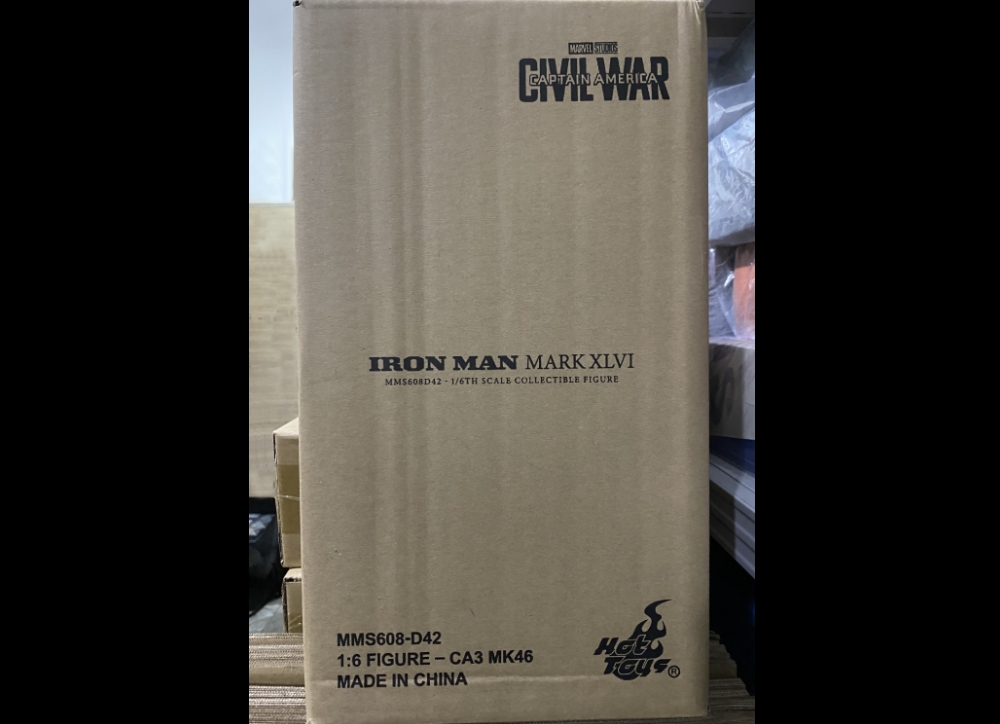 MARVEL STUDIOS
CAPTAIN AMERICA
CIVIL WAR
IRON MAN MARK XLVI
MMS608D42 - 1/6TH SCALE COLLECTIBLE FIGURE
MMS608-D42
1:6 FIGURE – CA3 MK46
MADE IN CHINA
Hot
Toys®